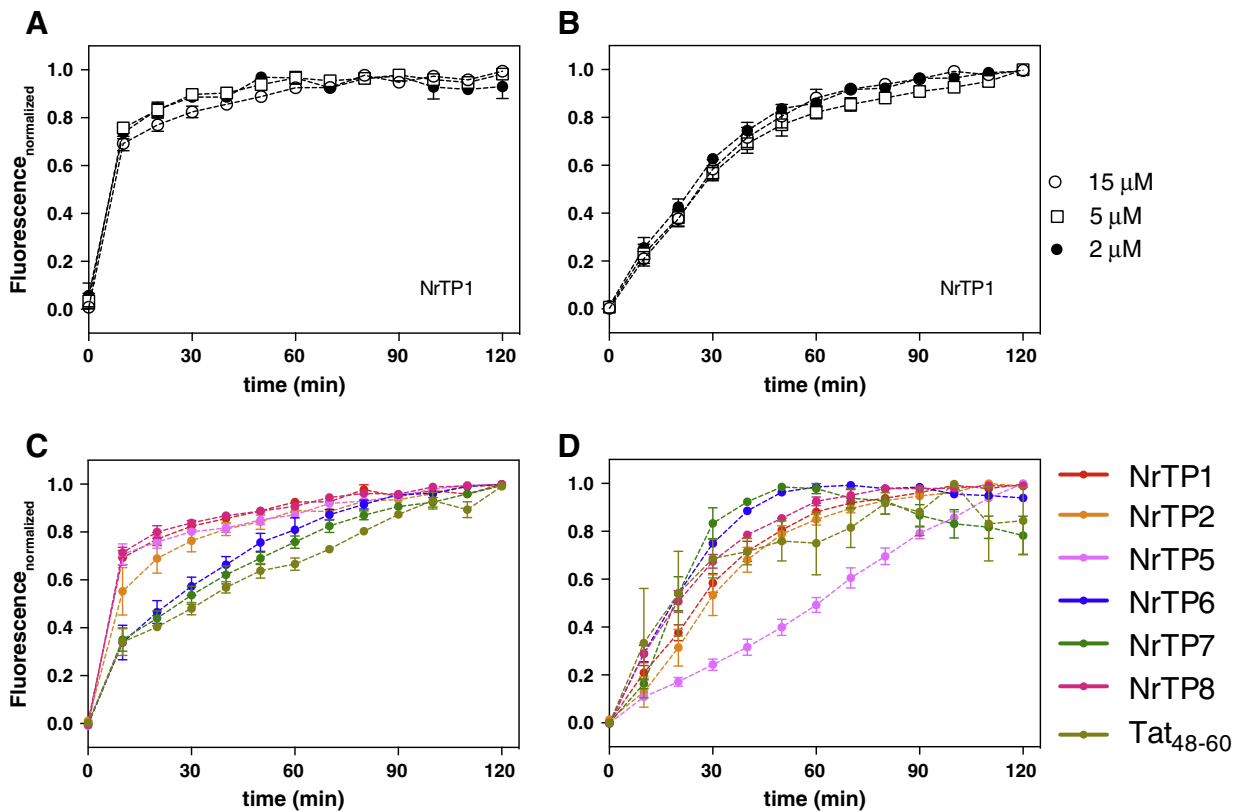 A
B
Fluorescence normalized
1.0
0.8
0.6
0.4
0.2
0.0
NrTP1
0 30 60 90 120
time (min)
1.0
0.8
0.6
0.4
0.2
0.0
NrTP1
0 30 60 90 120
time (min)
15 μM
5 μM
2 μM
C
D
Fluorescence normalized
1.0
0.8
0.6
0.4
0.2
0.0
0 30 60 90 120
time (min)
1.0
0.8
0.6
0.4
0.2
0.0
0 30 60 90 120
time (min)
NrTP1
NrTP2
NrTP5
NrTP6
NrTP7
NrTP8
Tat48-60